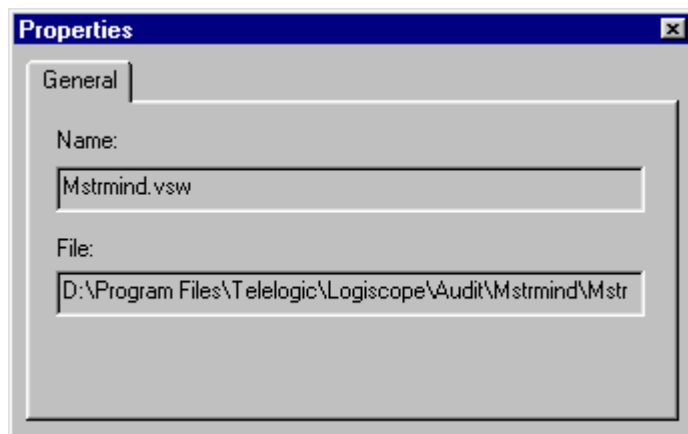 Properties
General
Name:
Mstrmind.vsw
File:
D:\Program Files\Telelogic\Logiscope\Audit\Mstrmind\Mstr